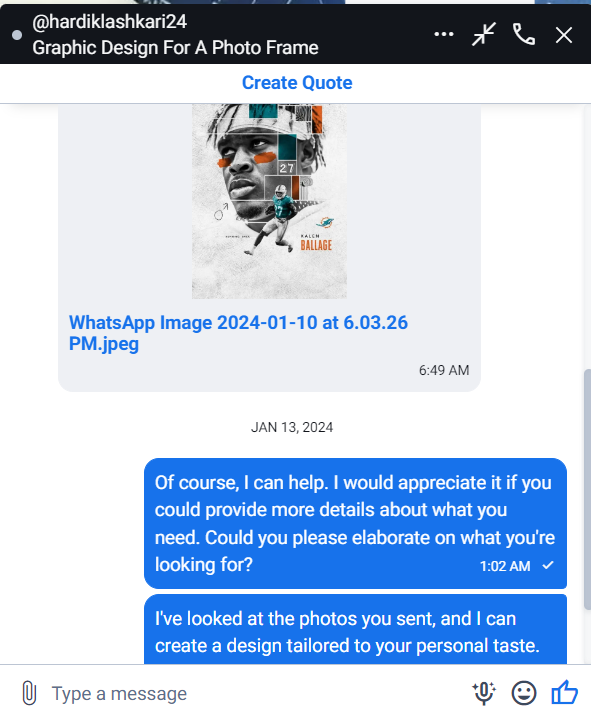 @hardiklashkari24
Graphic Design For A Photo Frame
Create Quote
27
KALEN
BALLAGE
WhatsApp Image 2024-01-10 at 6.03.26
PM.jpeg
6:49 AM
JAN 13, 2024
Of course, I can help. I would appreciate it if you
could provide more details about what you
need. Could you please elaborate on what you're
looking for?
1:02 AM
I've looked at the photos you sent, and I can
create a design tailored to your personal taste.
Type a message